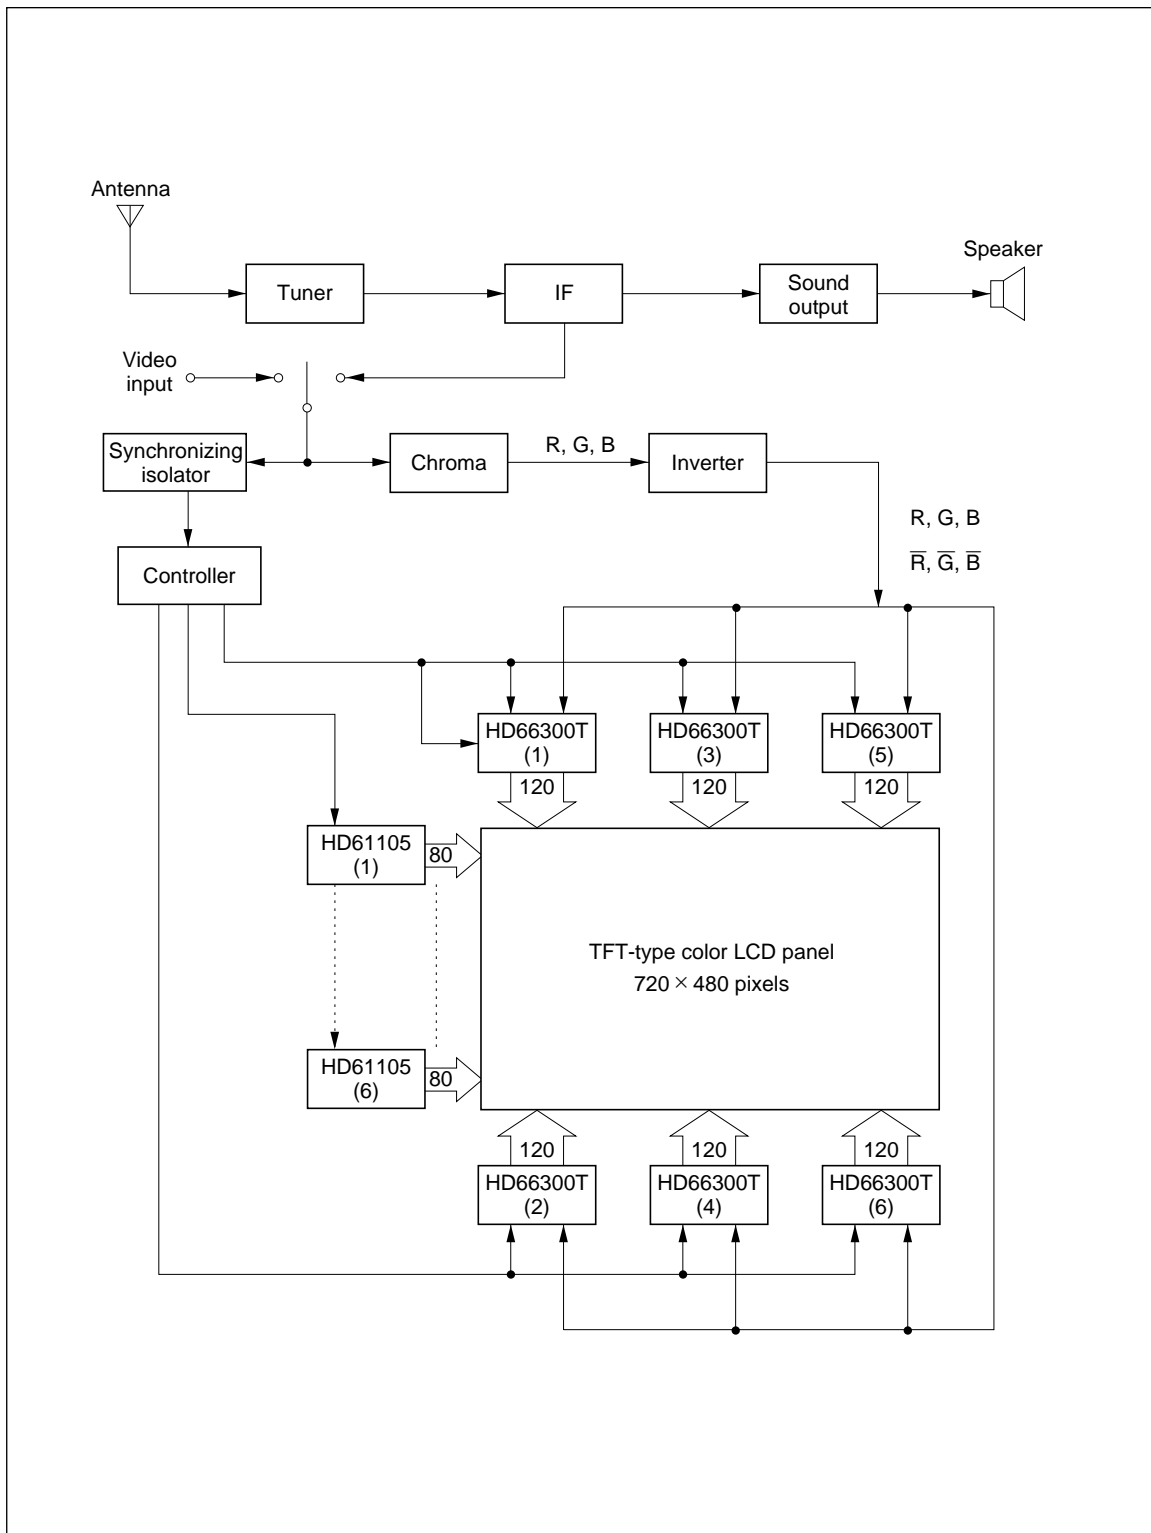 Antenna
Speaker
Tuner
IF
Sound
output
Video
input
Synchronizing
isolator
Chroma
R, G, B
Inverter
R, G, B
R̅, G̅, B̅
Controller
HD66300T
(1)
HD66300T
(3)
HD66300T
(5)
120
120
120
HD61105
(1)
80
TFT-type color LCD panel
720 × 480 pixels
HD61105
(6)
80
120
120
120
HD66300T
(2)
HD66300T
(4)
HD66300T
(6)